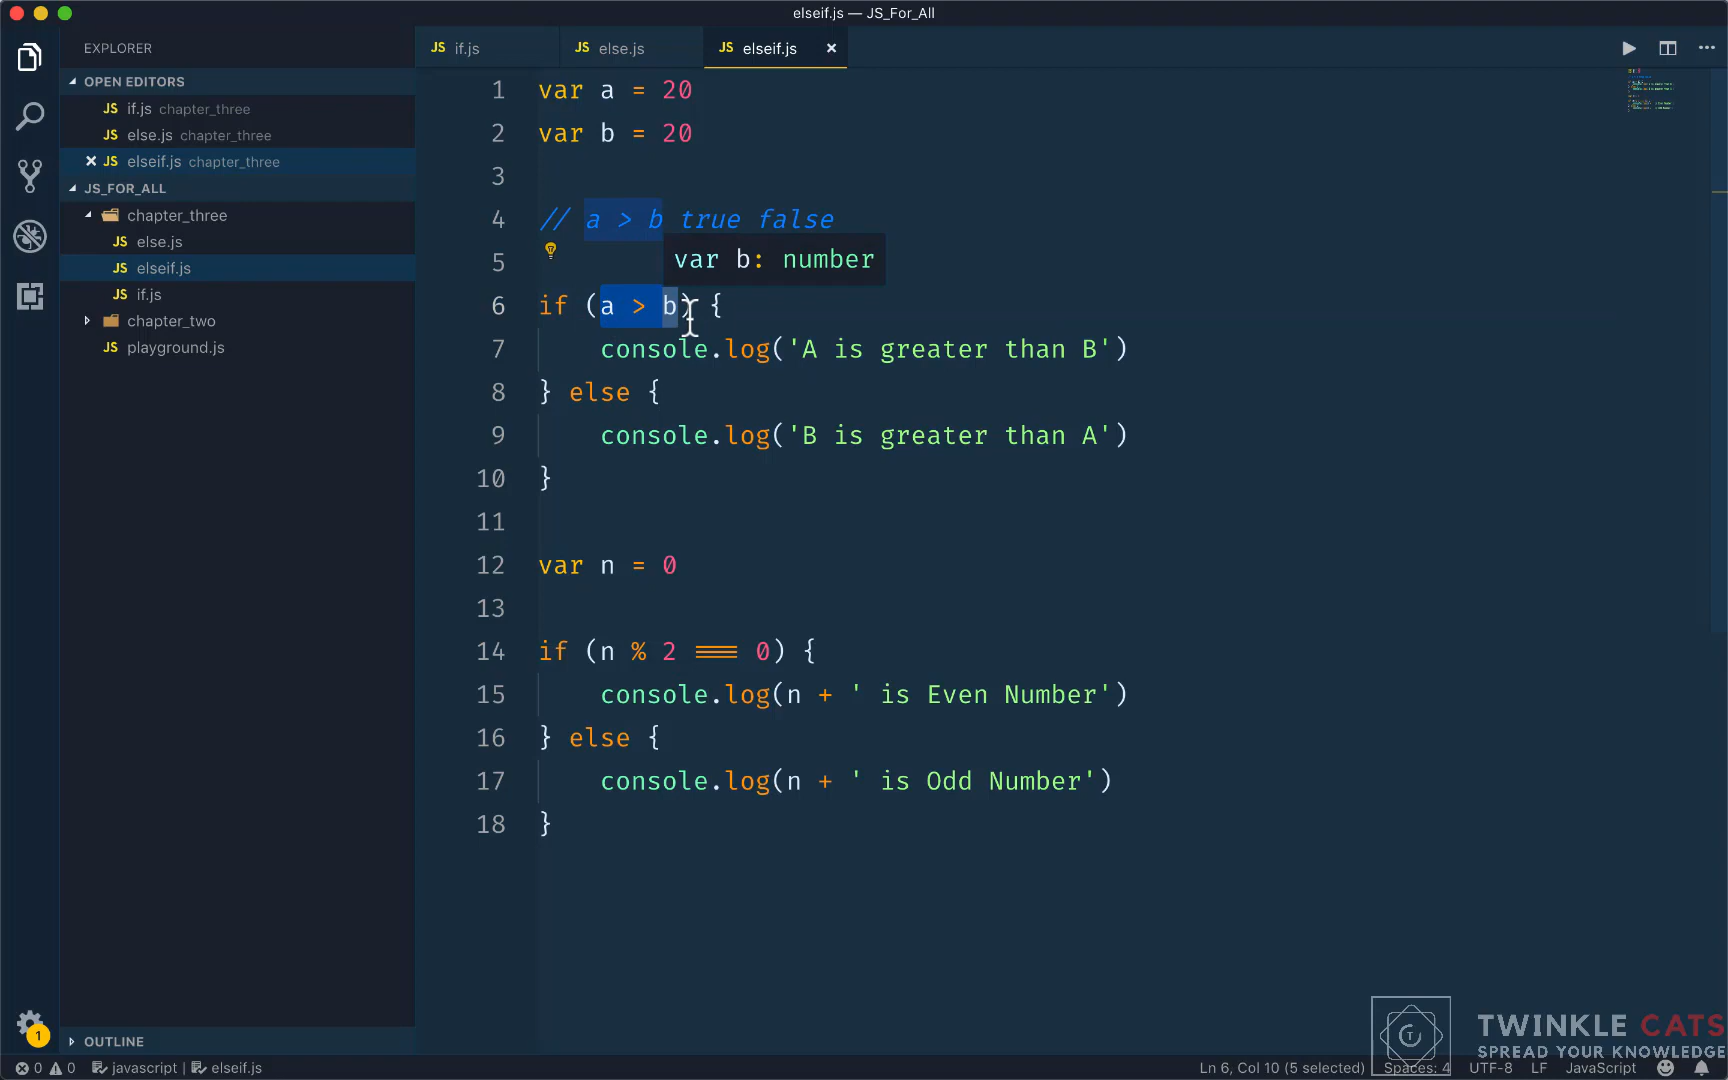 elseif.js — JS_For_All
EXPLORER
OPEN EDITORS
JS if.js chapter_three
JS else.js chapter_three
JS elseif.js chapter_three
JS_FOR_ALL
chapter_three
JS else.js
JS elseif.js
JS if.js
chapter_two
JS playground.js
OUTLINE
JS if.js JS else.js JS elseif.js
1 var a = 20
2 var b = 20
3
4 // a > b true false
5 var b: number
6 if (a > b) {
7 console.log('A is greater than B')
8 } else {
9 console.log('B is greater than A')
10 }
11
12 var n = 0
13
14 if (n % 2 === 0) {
15 console.log(n + ' is Even Number')
16 } else {
17 console.log(n + ' is Odd Number')
18 }
TWINKLE CATS
SPREAD YOUR KNOWLEDGE
1
0 0 javascript | elseif.js Ln 6, Col 10 (5 selected) Spaces: 4 UTF-8 LF JavaScript